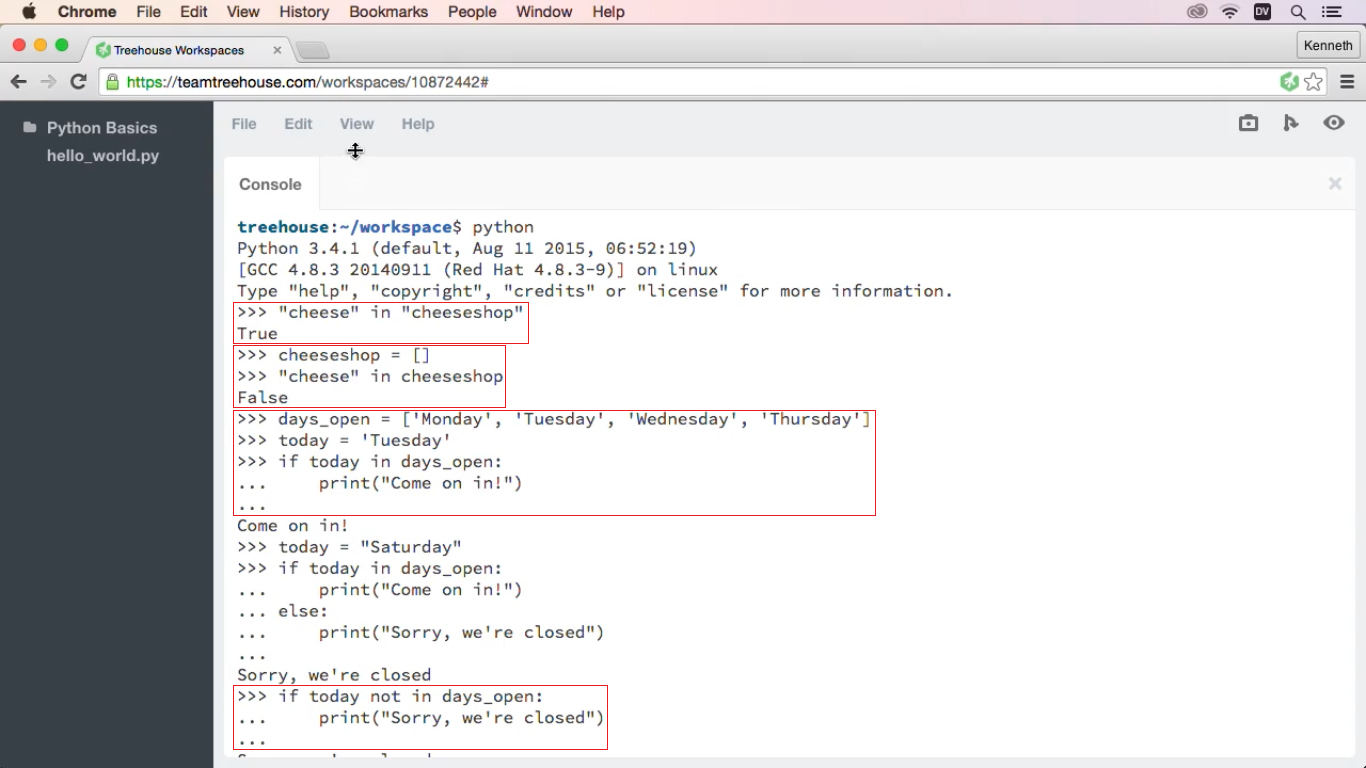 Chrome File Edit View History Bookmarks People Window Help DV
Treehouse Workspaces Kenneth
https://teamtreehouse.com/workspaces/10872442#
Python Basics File Edit View Help
hello_world.py
Console
treehouse:~/workspace$ python
Python 3.4.1 (default, Aug 11 2015, 06:52:19)
[GCC 4.8.3 20140911 (Red Hat 4.8.3-9)] on linux
Type "help", "copyright", "credits" or "license" for more information.
>>> "cheese" in "cheeseshop"
True
>>> cheeseshop = []
>>> "cheese" in cheeseshop
False
>>> days_open = ['Monday', 'Tuesday', 'Wednesday', 'Thursday']
>>> today = 'Tuesday'
>>> if today in days_open:
...     print("Come on in!")
...
Come on in!
>>> today = "Saturday"
>>> if today in days_open:
...     print("Come on in!")
... else:
...     print("Sorry, we're closed")
...
Sorry, we're closed
>>> if today not in days_open:
...     print("Sorry, we're closed")
...